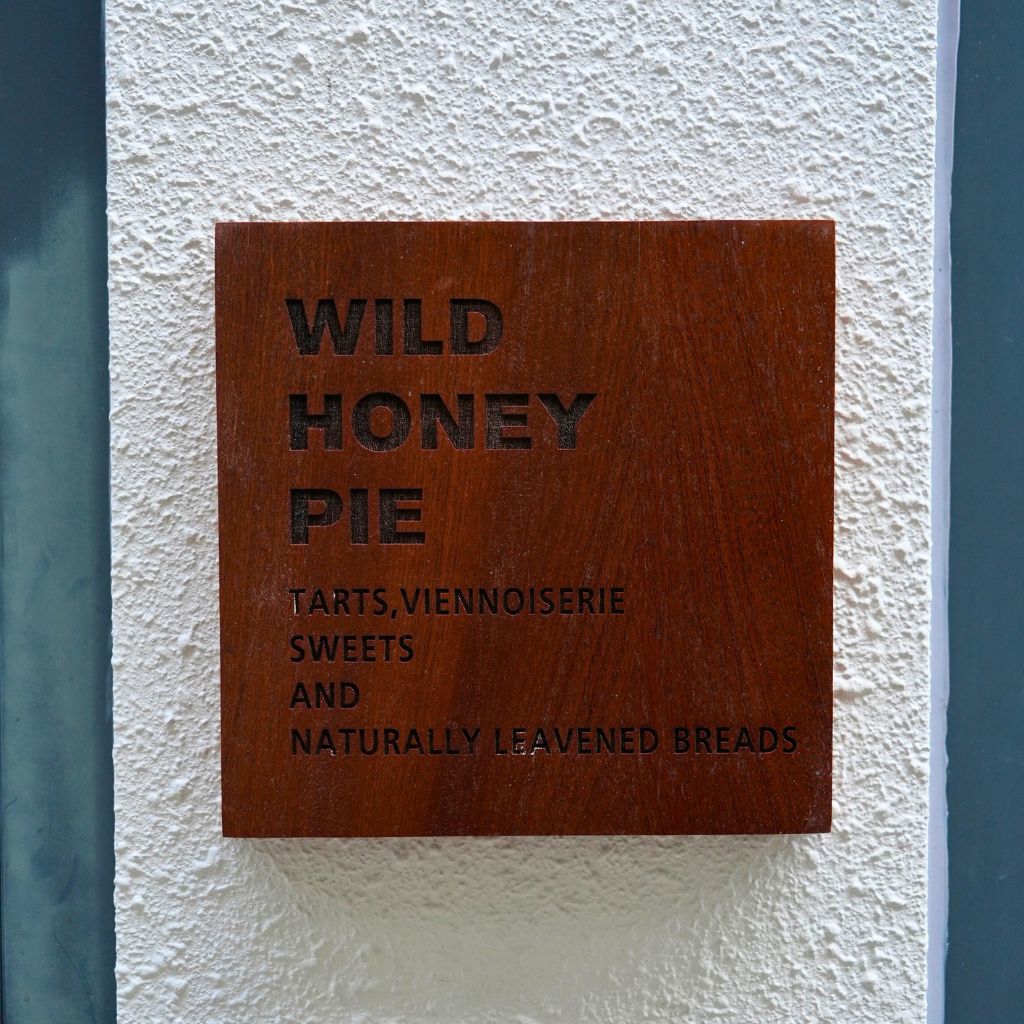 WILD
HONEY
PIE
TARTS,VIENNOISERIE
SWEETS
AND
NATURALLY LEAVENED BREADS